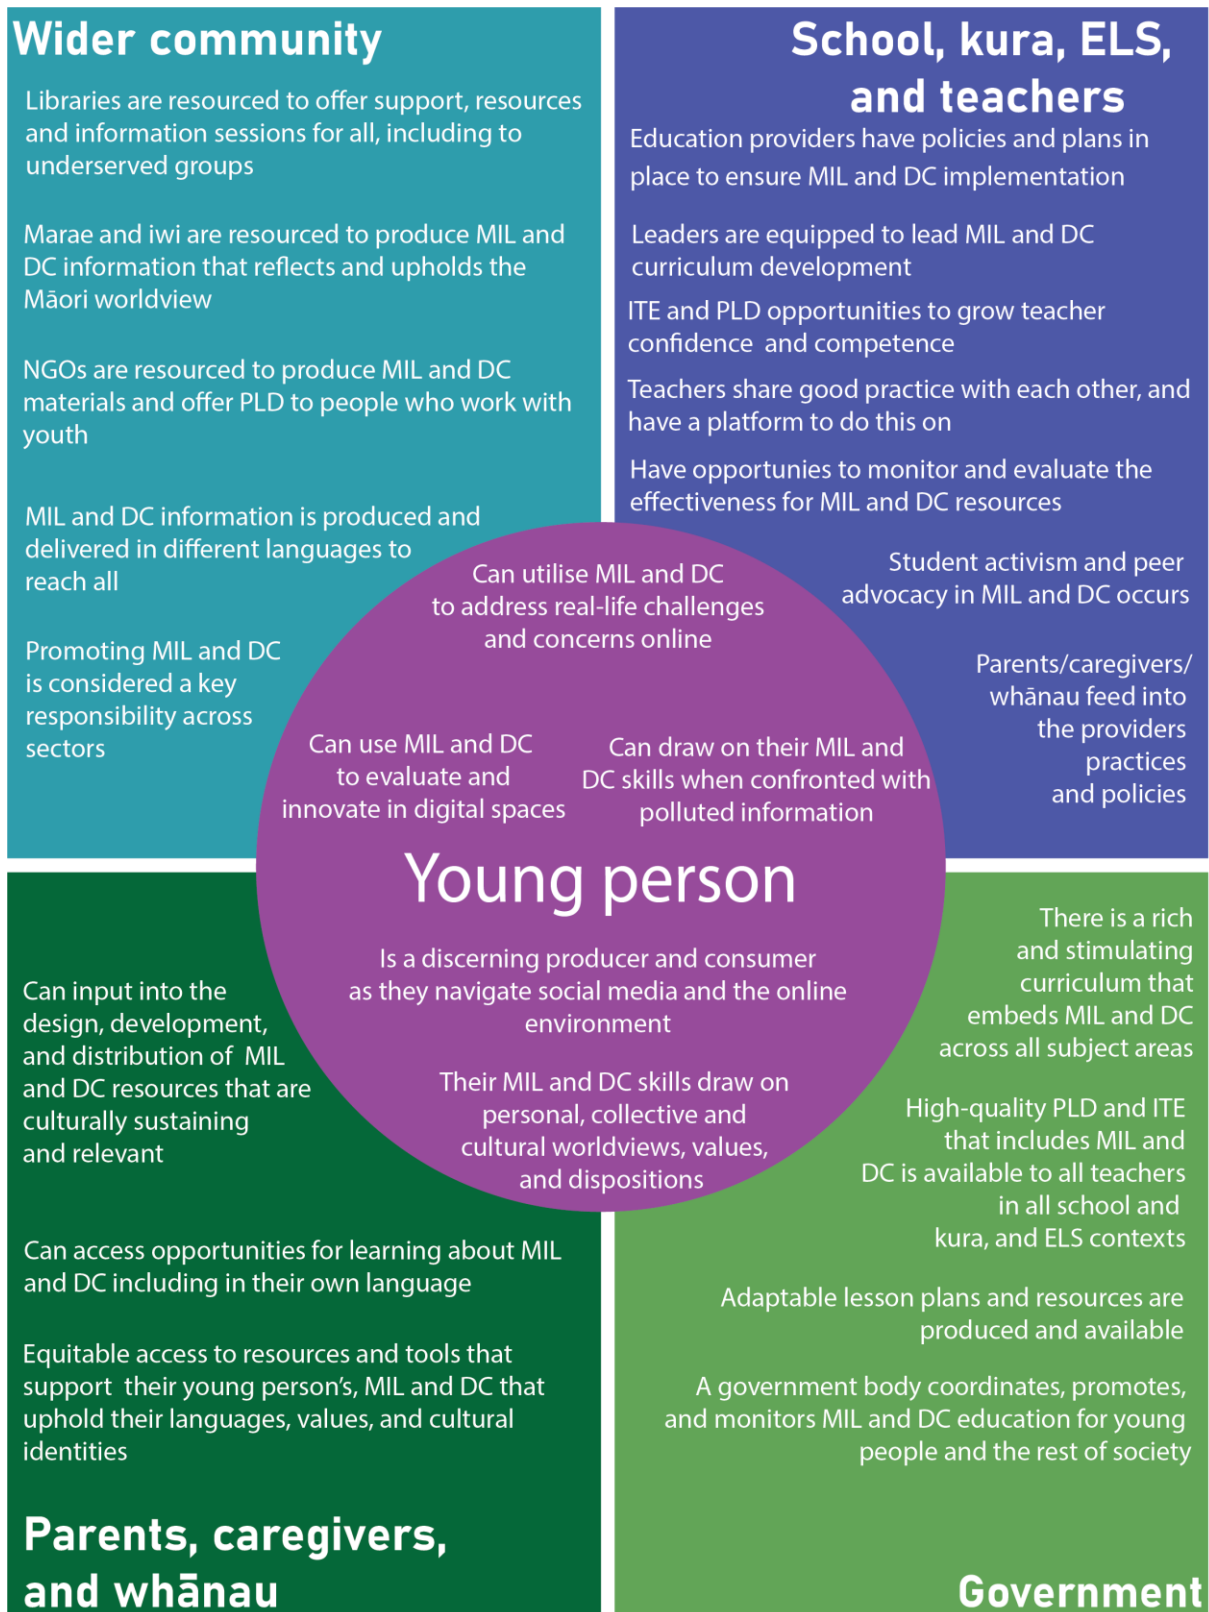 Wider community
Libraries are resourced to offer support, resources
and information sessions for all, including to
underserved groups
Marae and iwi are resourced to produce MIL and
DC information that reflects and upholds the
Māori worldview
NGOs are resourced to produce MIL and DC
materials and offer PLD to people who work with
youth
MIL and DC information is produced and
delivered in different languages to
reach all
Promoting MIL and DC
is considered a key
responsibility across
sectors
School, kura, ELS,
and teachers
Education providers have policies and plans in
place to ensure MIL and DC implementation
Leaders are equipped to lead MIL and DC
curriculum development
ITE and PLD opportunities to grow teacher
confidence and competence
Teachers share good practice with each other, and
have a platform to do this on
Have opportunies to monitor and evaluate the
effectiveness for MIL and DC resources
Student activism and peer
advocacy in MIL and DC occurs
Parents/caregivers/
whānau feed into
the providers
practices
and policies
Can utilise MIL and DC
to address real-life challenges
and concerns online
Can use MIL and DC
to evaluate and
innovate in digital spaces
Can draw on their MIL and
DC skills when confronted with
polluted information
Young person
Is a discerning producer and consumer
as they navigate social media and the online
environment
Their MIL and DC skills draw on
personal, collective and
cultural worldviews, values,
and dispositions
Can input into the
design, development,
and distribution of MIL
and DC resources that are
culturally sustaining
and relevant
Can access opportunities for learning about MIL
and DC including in their own language
Equitable access to resources and tools that
support their young person's, MIL and DC that
uphold their languages, values, and cultural
identities
Parents, caregivers,
and whānau
There is a rich
and stimulating
curriculum that
embeds MIL and DC
across all subject areas
High-quality PLD and ITE
that includes MIL and
DC is available to all teachers
in all school and
kura, and ELS contexts
Adaptable lesson plans and resources are
produced and available
A government body coordinates, promotes,
and monitors MIL and DC education for young
people and the rest of society
Government